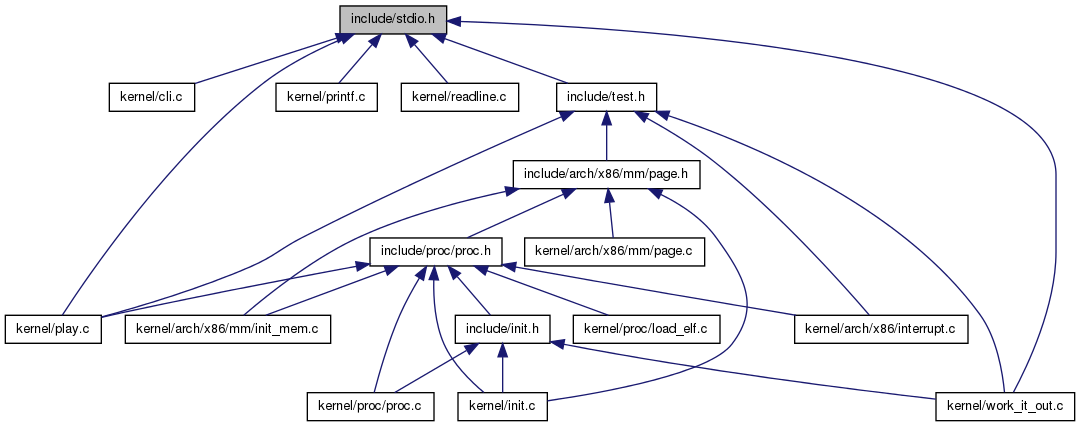 include/stdio.h
kernel/cli.c
kernel/printf.c
kernel/readline.c
include/test.h
include/arch/x86/mm/page.h
include/proc/proc.h
kernel/arch/x86/mm/page.c
kernel/play.c
kernel/arch/x86/mm/init_mem.c
include/init.h
kernel/proc/load_elf.c
kernel/arch/x86/interrupt.c
kernel/proc/proc.c
kernel/init.c
kernel/work_it_out.c